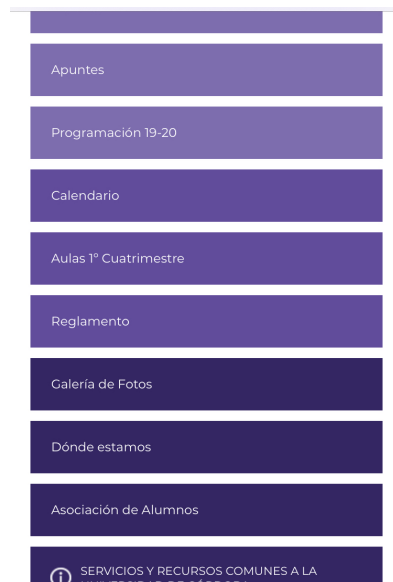 Apuntes
Programación 19-20
Calendario
Aulas 1º Cuatrimestre
Reglamento
Galería de Fotos
Dónde estamos
Asociación de Alumnos
SERVICIOS Y RECURSOS COMUNES A LA